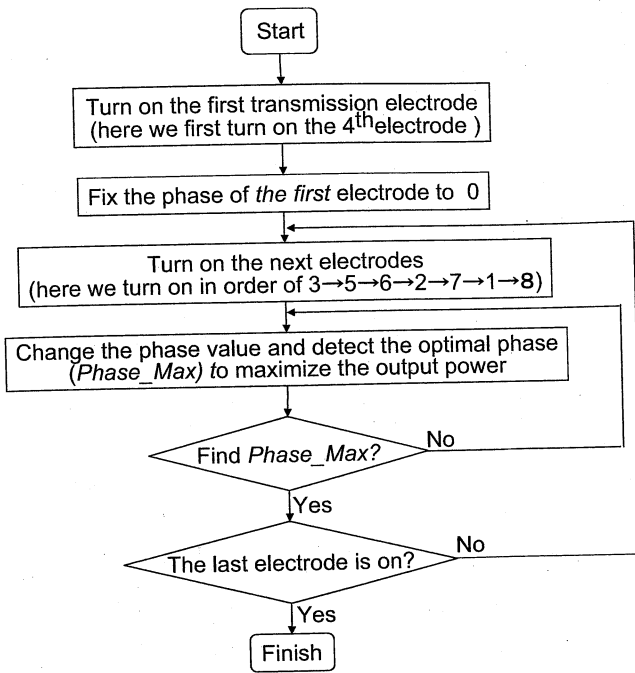 Start
Turn on the first transmission electrode
(here we first turn on the 4th electrode )
Fix the phase of the first electrode to 0
Turn on the next electrodes
(here we turn on in order of 3→5→6→2→7→1→8)
Change the phase value and detect the optimal phase
(Phase_Max) to maximize the output power
Find Phase_Max?
No
Yes
The last electrode is on?
No
Yes
Finish